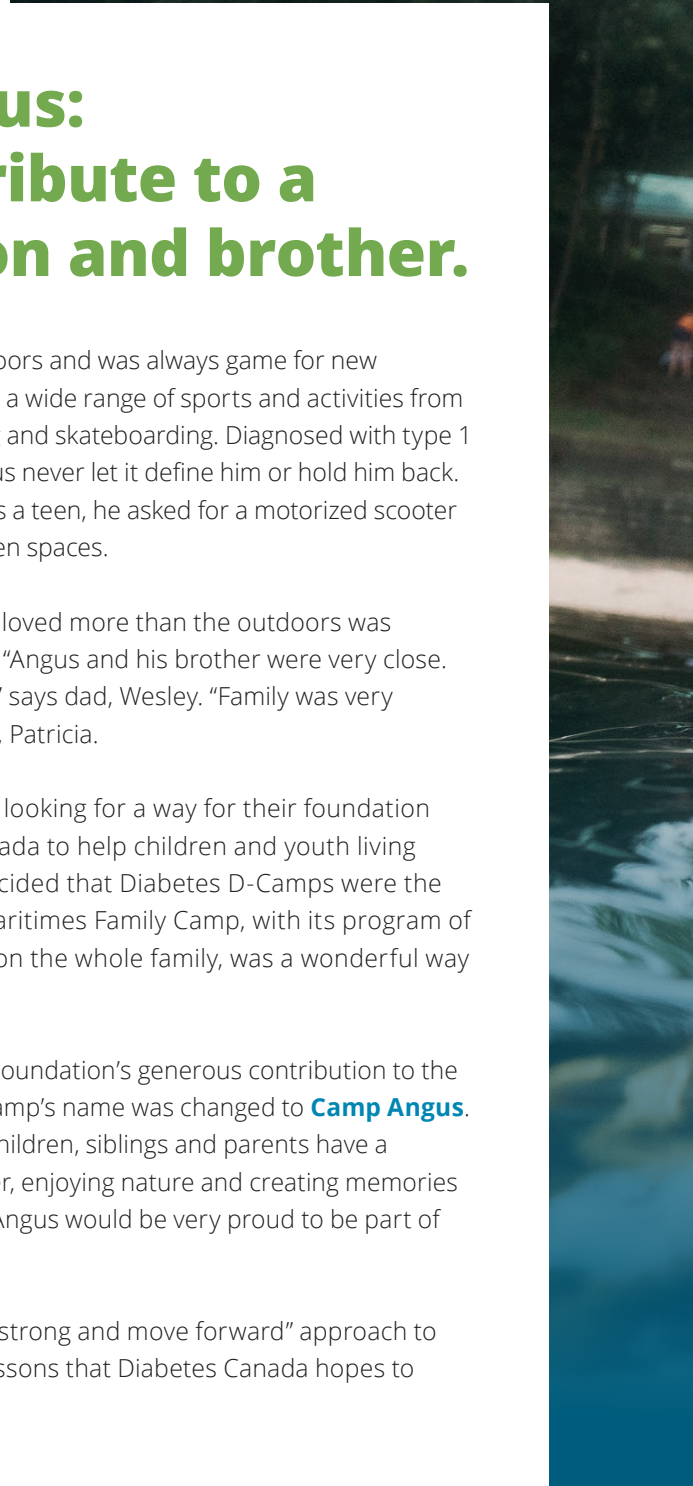 us:
ribute to a
on and brother.
oors and was always game for new
a wide range of sports and activities from
g and skateboarding. Diagnosed with type 1
us never let it define him or hold him back.
s a teen, he asked for a motorized scooter
en spaces.
loved more than the outdoors was
“Angus and his brother were very close.
” says dad, Wesley. “Family was very
, Patricia.
looking for a way for their foundation
ada to help children and youth living
cided that Diabetes D-Camps were the
aritimes Family Camp, with its program of
on the whole family, was a wonderful way
oundation’s generous contribution to the
amp’s name was changed to Camp Angus.
hildren, siblings and parents have a
er, enjoying nature and creating memories
Angus would be very proud to be part of
strong and move forward” approach to
ssons that Diabetes Canada hopes to